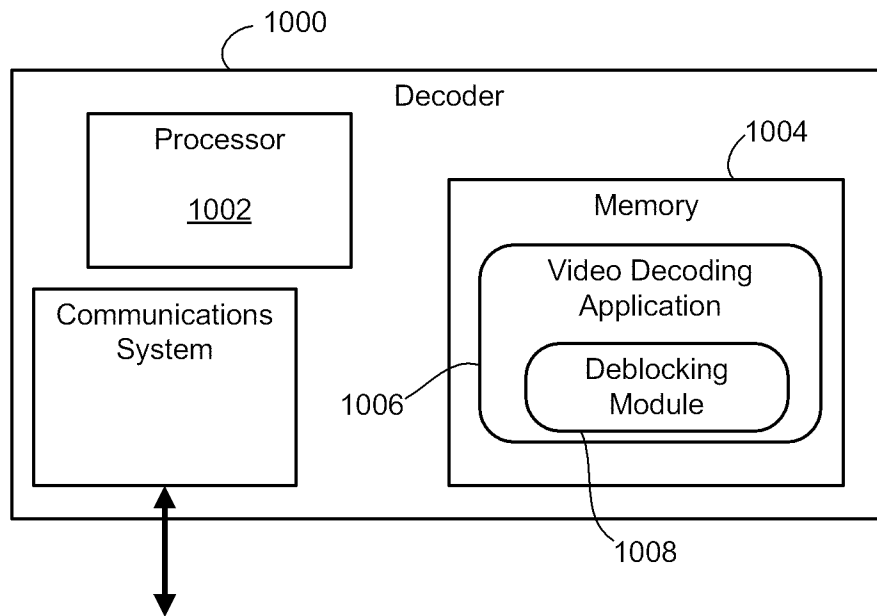 1000
Decoder
Processor
1002
1004
Memory
Video Decoding
Application
Communications
System
Deblocking
Module
1006
1008